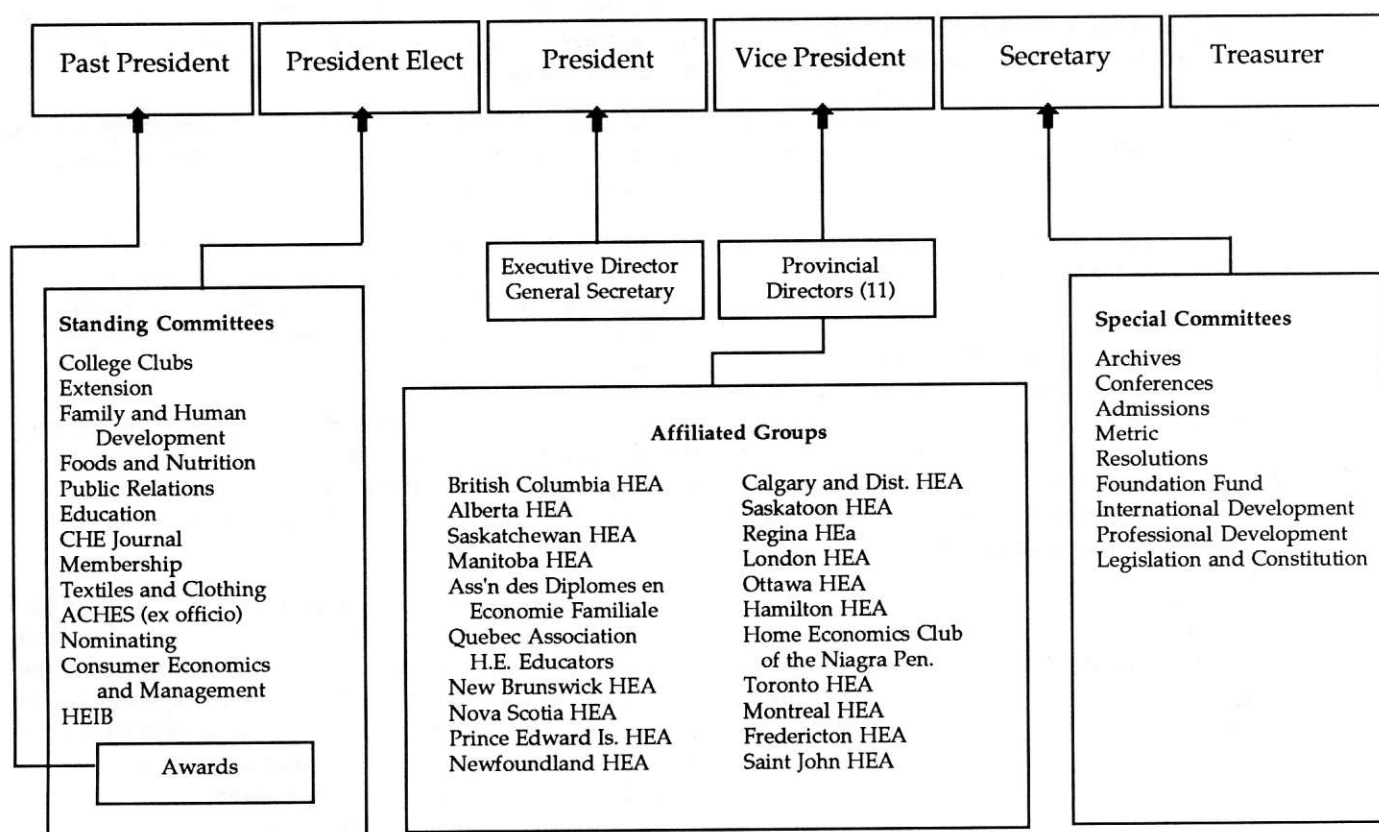 Past President
President Elect
President
Vice President
Secretary
Treasurer
Executive Director
General Secretary
Provincial
Directors (11)
Standing Committees
College Clubs
Extension
Family and Human
Development
Foods and Nutrition
Public Relations
Education
CHE Journal
Membership
Textiles and Clothing
ACHES (ex officio)
Nominating
Consumer Economics
and Management
HEIB
Awards
Affiliated Groups
British Columbia HEA
Alberta HEA
Saskatchewan HEA
Manitoba HEA
Ass'n des Diplomes en
Economie Familiale
Quebec Association
H.E. Educators
New Brunswick HEA
Nova Scotia HEA
Prince Edward Is. HEA
Newfoundland HEA
Calgary and Dist. HEA
Saskatoon HEA
Regina HEa
London HEA
Ottawa HEA
Hamilton HEA
Home Economics Club
of the Niagra Pen.
Toronto HEA
Montreal HEA
Fredericton HEA
Saint John HEA
Special Committees
Archives
Conferences
Admissions
Metric
Resolutions
Foundation Fund
International Development
Professional Development
Legislation and Constitution